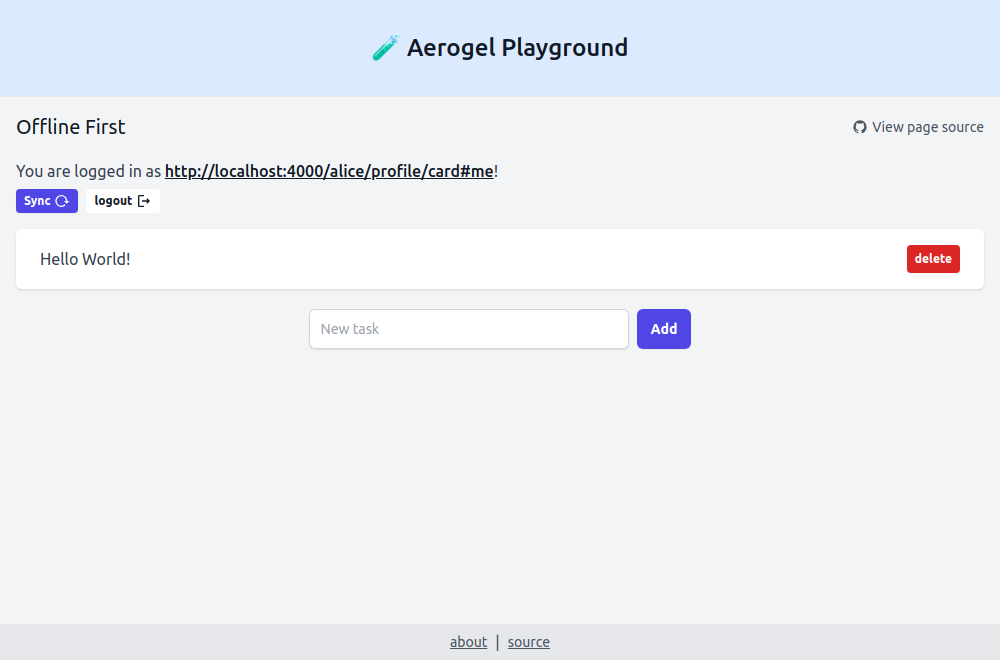 Aerogel Playground
Offline First
View page source
You are logged in as http://localhost:4000/alice/profile/card#me!
Sync
logout
Hello World!
delete
New task
Add
about | source